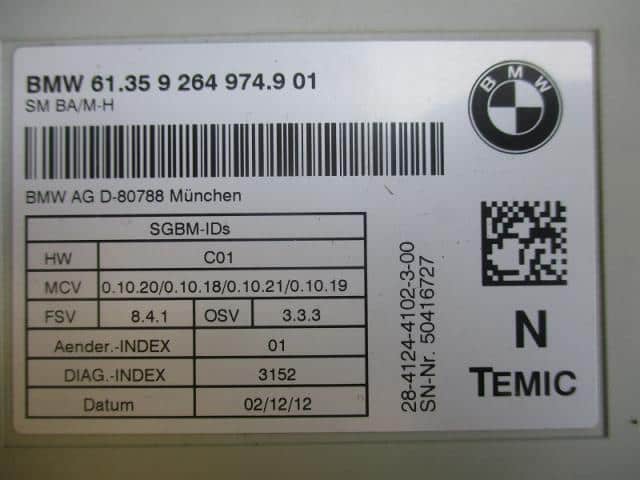 BMW 61.35 9 264 974.9 01
SM BA/M-H
BMW
BMW AG D-80788 München
SGBM-IDs
HW C01
MCV 0.10.20/0.10.18/0.10.21/0.10.19
FSV 8.4.1 OSV 3.3.3
Aender.-INDEX 01
DIAG.-INDEX 3152
Datum 02/12/12
28-4124-4102-3-00
SN-Nr. 50416727
N
TEMIC